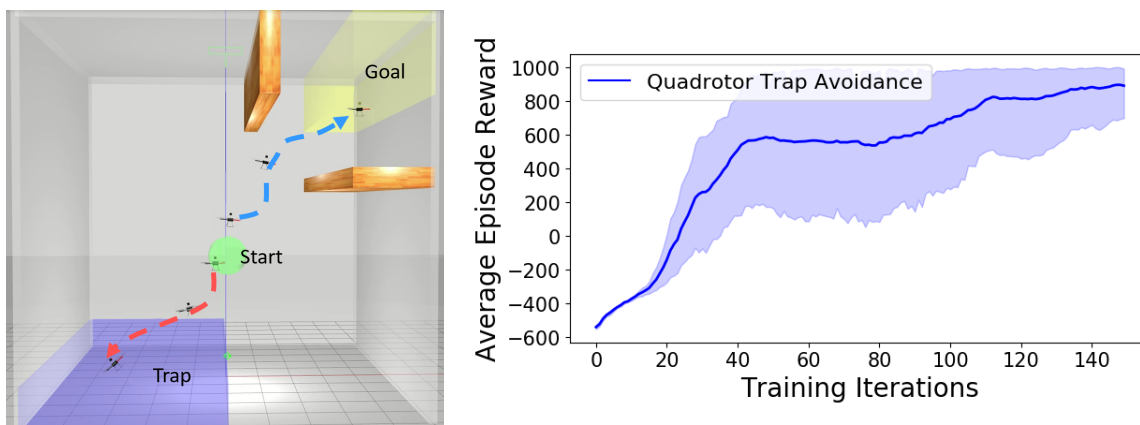 Goal
Start
Trap
Quadrotor Trap Avoidance
Average Episode Reward
1000
800
600
400
200
0
−200
−400
−600
0 20 40 60 80 100 120 140
Training Iterations